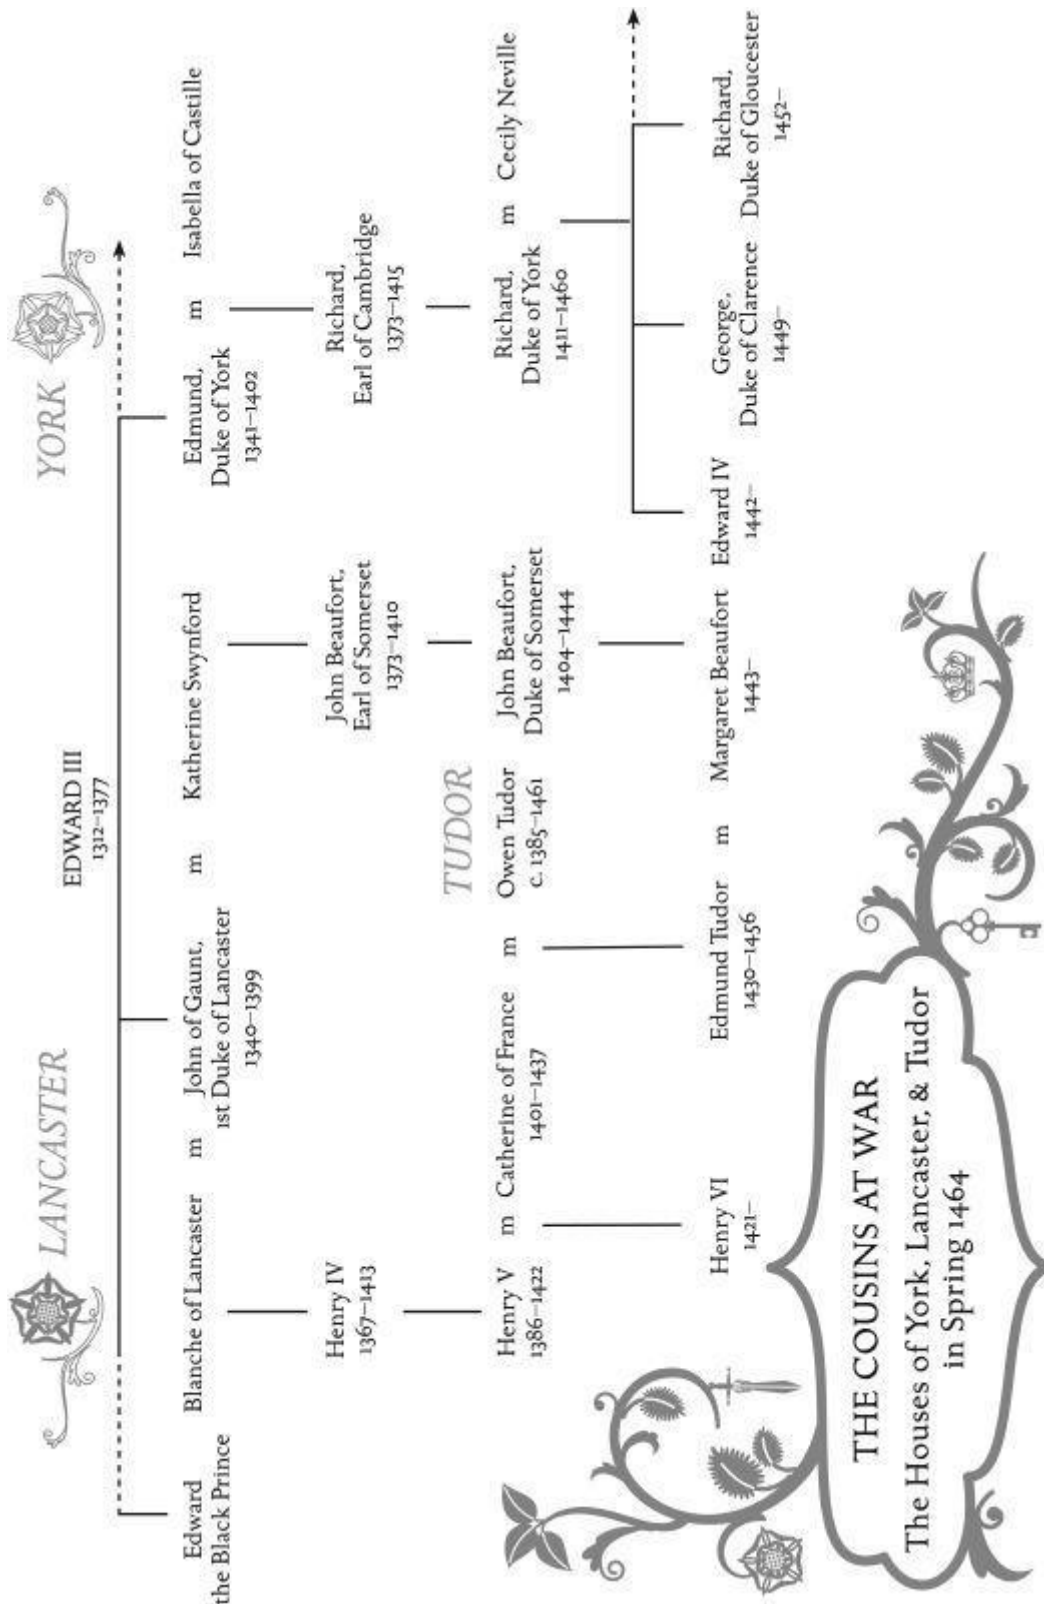 LANCASTER
YORK
EDWARD III
1312–1377
Edward
the Black Prince
Blanche of Lancaster
m
John of Gaunt,
1st Duke of Lancaster
1340–1399
m
Katherine Swynford
Edmund,
Duke of York
1341–1402
m
Isabella of Castille
Henry IV
1367–1413
John Beaufort,
Earl of Somerset
1373–1410
Richard,
Earl of Cambridge
1373–1415
TUDOR
Henry V
1386–1422
m
Catherine of France
1401–1437
m
Owen Tudor
c. 1385–1461
John Beaufort,
Duke of Somerset
1404–1444
Richard,
Duke of York
1411–1460
m
Cecily Neville
Henry VI
1421–
Edmund Tudor
1430–1456
m
Margaret Beaufort
1443–
Edward IV
1442–
George,
Duke of Clarence
1449–
Richard,
Duke of Gloucester
1452–
THE COUSINS AT WAR
The Houses of York, Lancaster, & Tudor
in Spring 1464